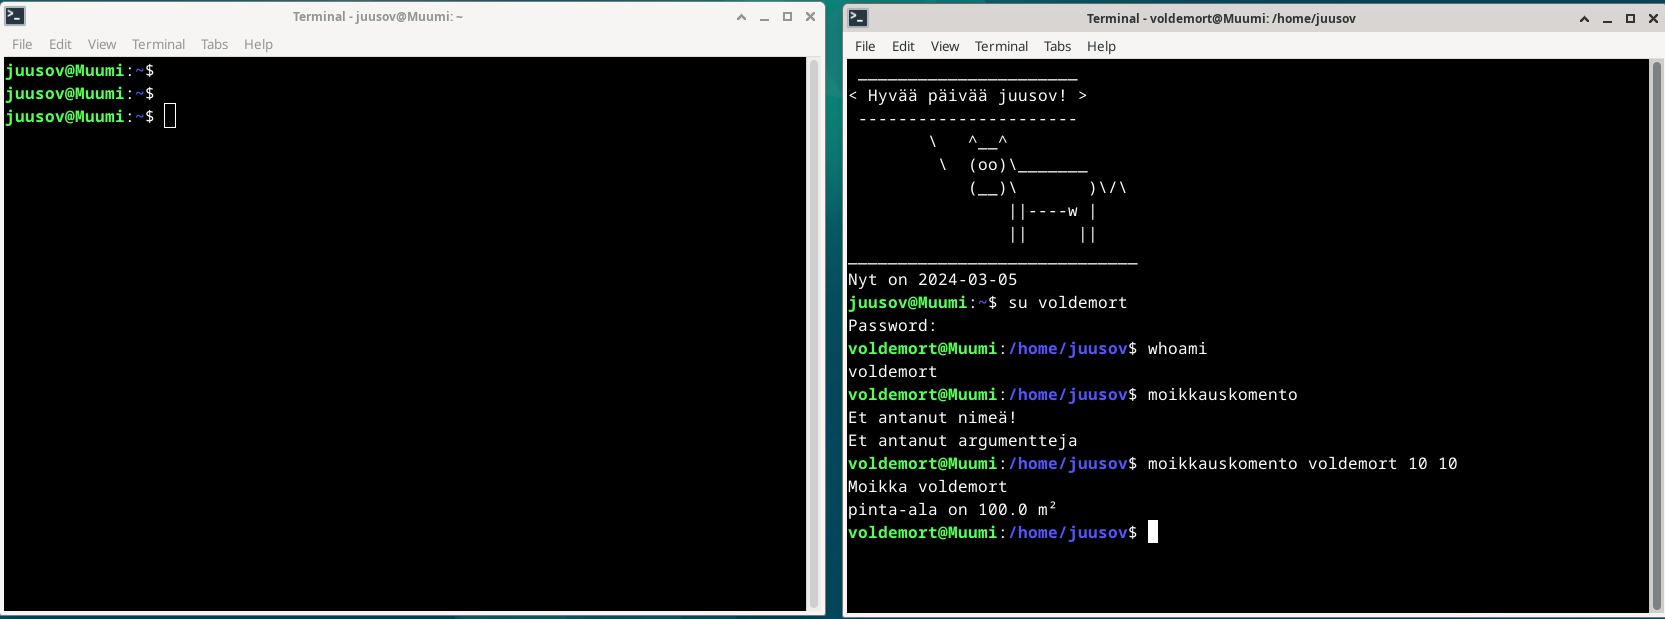 Terminal - juusov@Muumi: ~
File Edit View Terminal Tabs Help
juusov@Muumi:~$
juusov@Muumi:~$
juusov@Muumi:~$
Terminal - voldemort@Muumi: /home/juusov
File Edit View Terminal Tabs Help
 ______________________
< Hyvää päivää juusov! >
 ----------------------
        \   ^__^
         \  (oo)\_______
            (__)\       )\/\
                ||----w |
                ||     ||
_____________________________
Nyt on 2024-03-05
juusov@Muumi:~$ su voldemort
Password:
voldemort@Muumi:/home/juusov$ whoami
voldemort
voldemort@Muumi:/home/juusov$ moikkauskomento
Et antanut nimeä!
Et antanut argumentteja
voldemort@Muumi:/home/juusov$ moikkauskomento voldemort 10 10
Moikka voldemort
pinta-ala on 100.0 m²
voldemort@Muumi:/home/juusov$